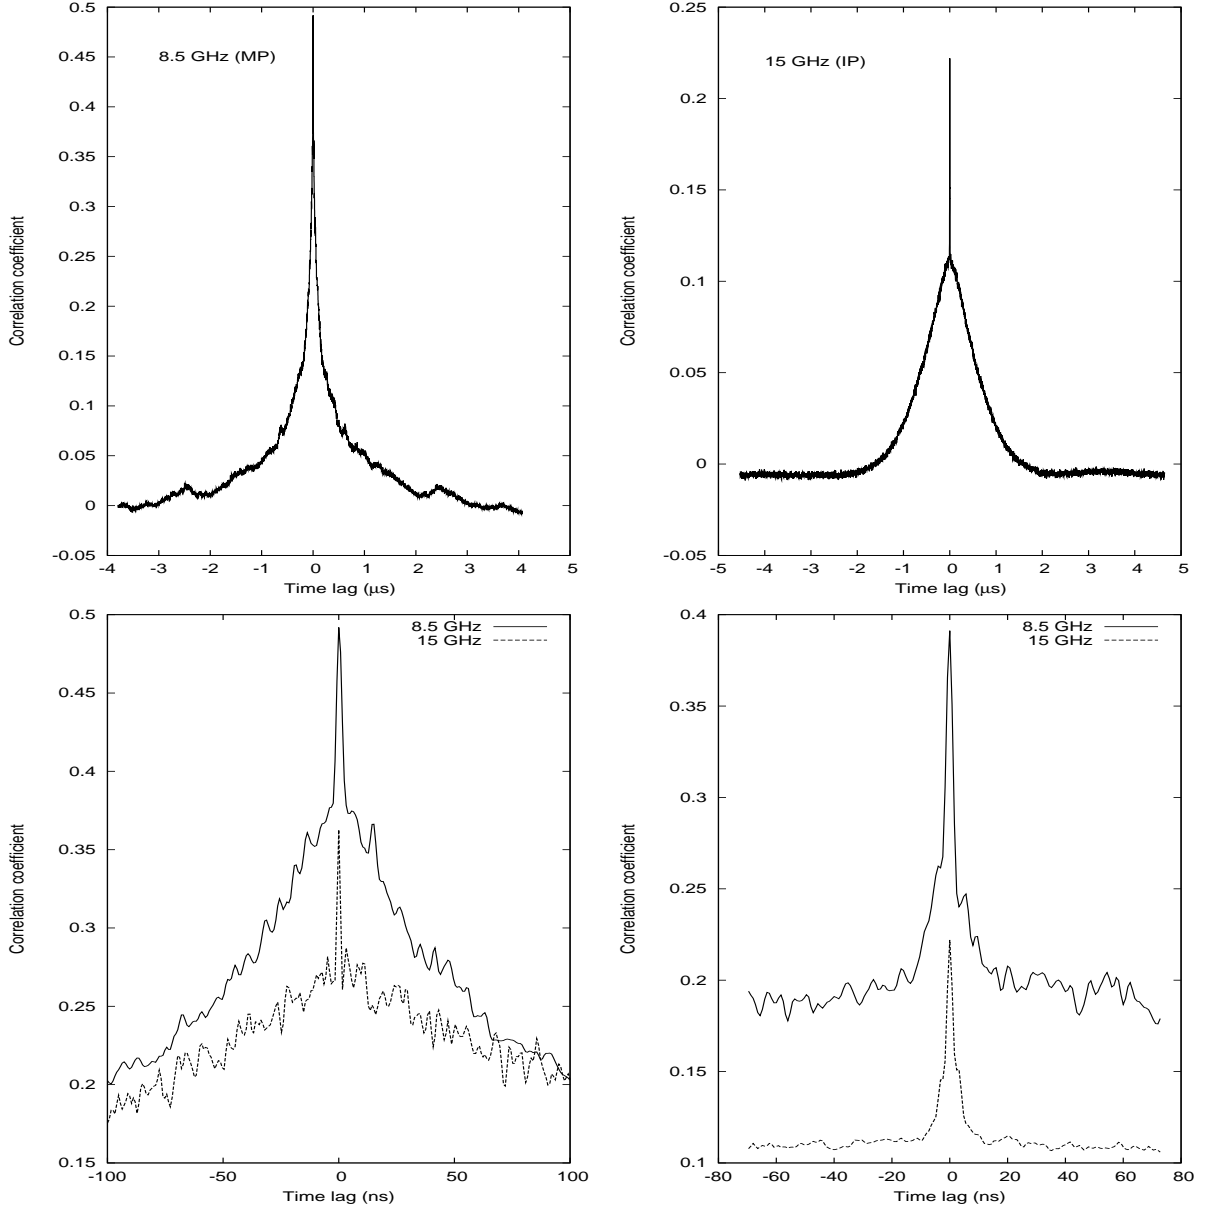 0.5
0.45
0.4
0.35
0.3
0.25
0.2
0.15
0.1
0.05
0
-0.05
Correlation coefficient
8.5 GHz (MP)
-4 -3 -2 -1 0 1 2 3 4 5
Time lag (μs)
0.25
0.2
0.15
0.1
0.05
0
-0.05
Correlation coefficient
15 GHz (IP)
-5 -4 -3 -2 -1 0 1 2 3 4 5
Time lag (μs)
0.5
0.45
0.4
0.35
0.3
0.25
0.2
0.15
Correlation coefficient
8.5 GHz
15 GHz
-100 -50 0 50 100
Time lag (ns)
0.4
0.35
0.3
0.25
0.2
0.15
0.1
Correlation coefficient
8.5 GHz
15 GHz
-80 -60 -40 -20 0 20 40 60 80
Time lag (ns)